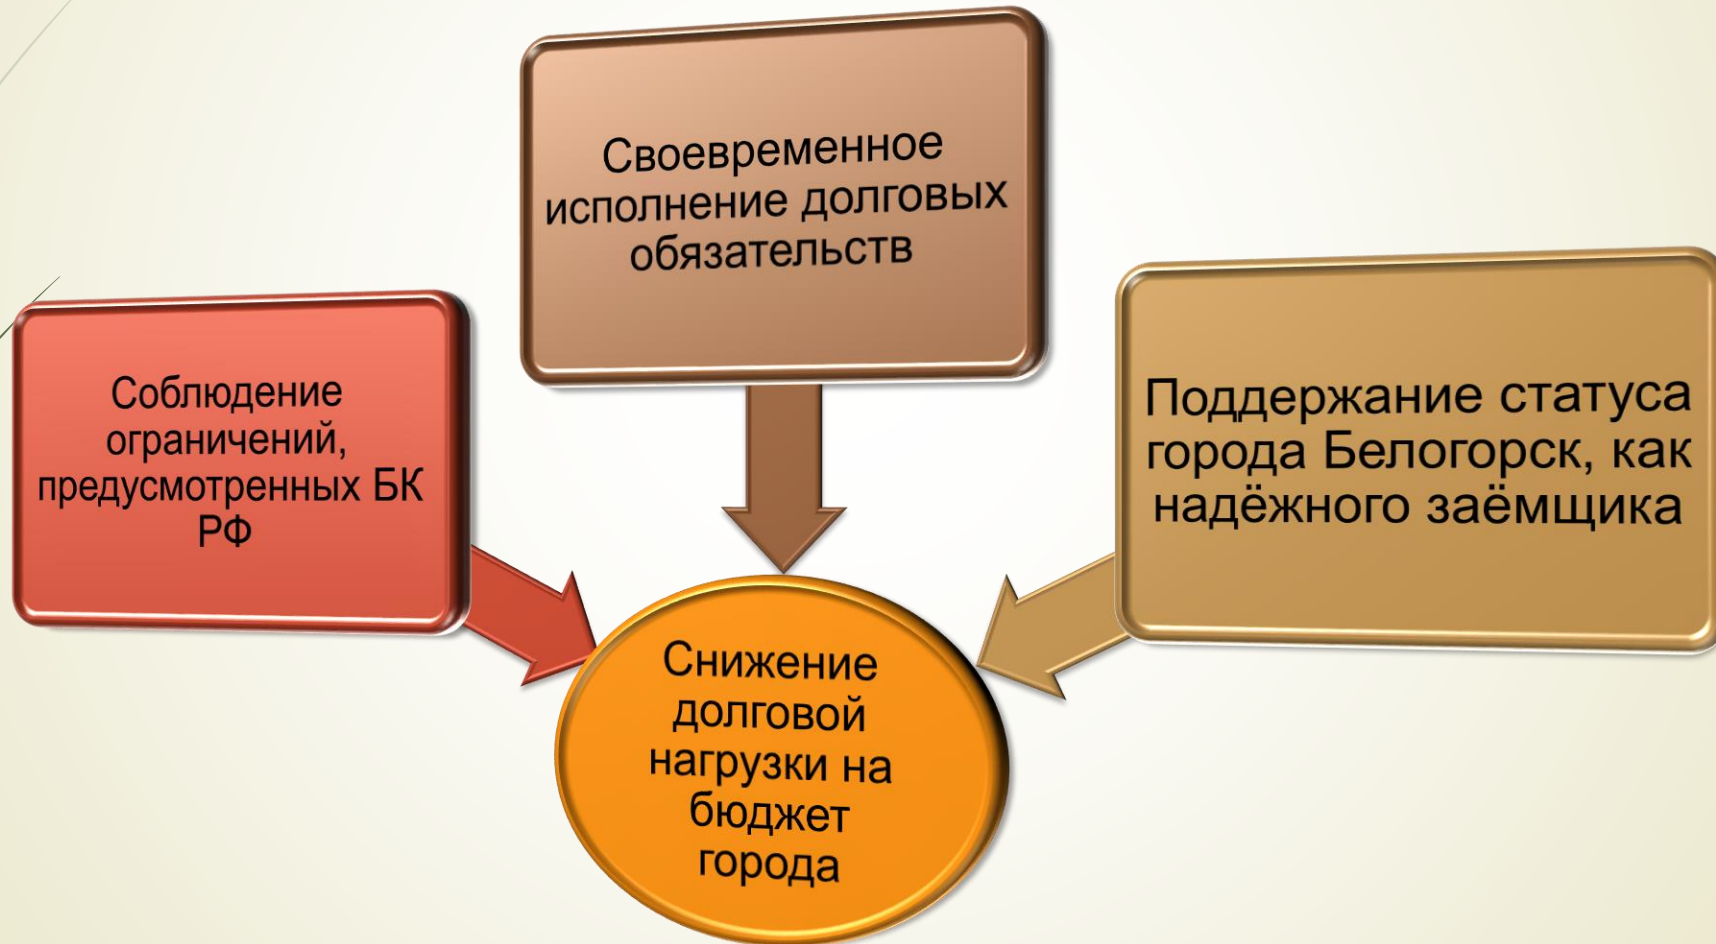 Своевременное
исполнение долговых
обязательств
Соблюдение
ограничений,
предусмотренных БК
РФ
Поддержание статуса
города Белогорск, как
надёжного заёмщика
Снижение
долговой
нагрузки на
бюджет
города